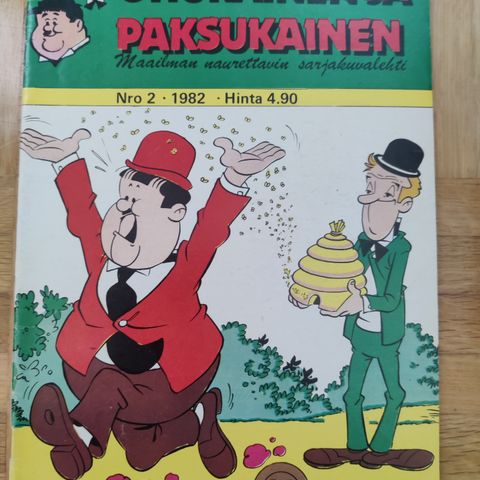 PAKSUKAINEN
Maailman naurettavin sarjakuvalehti
Nro 2 · 1982 · Hinta 4.90